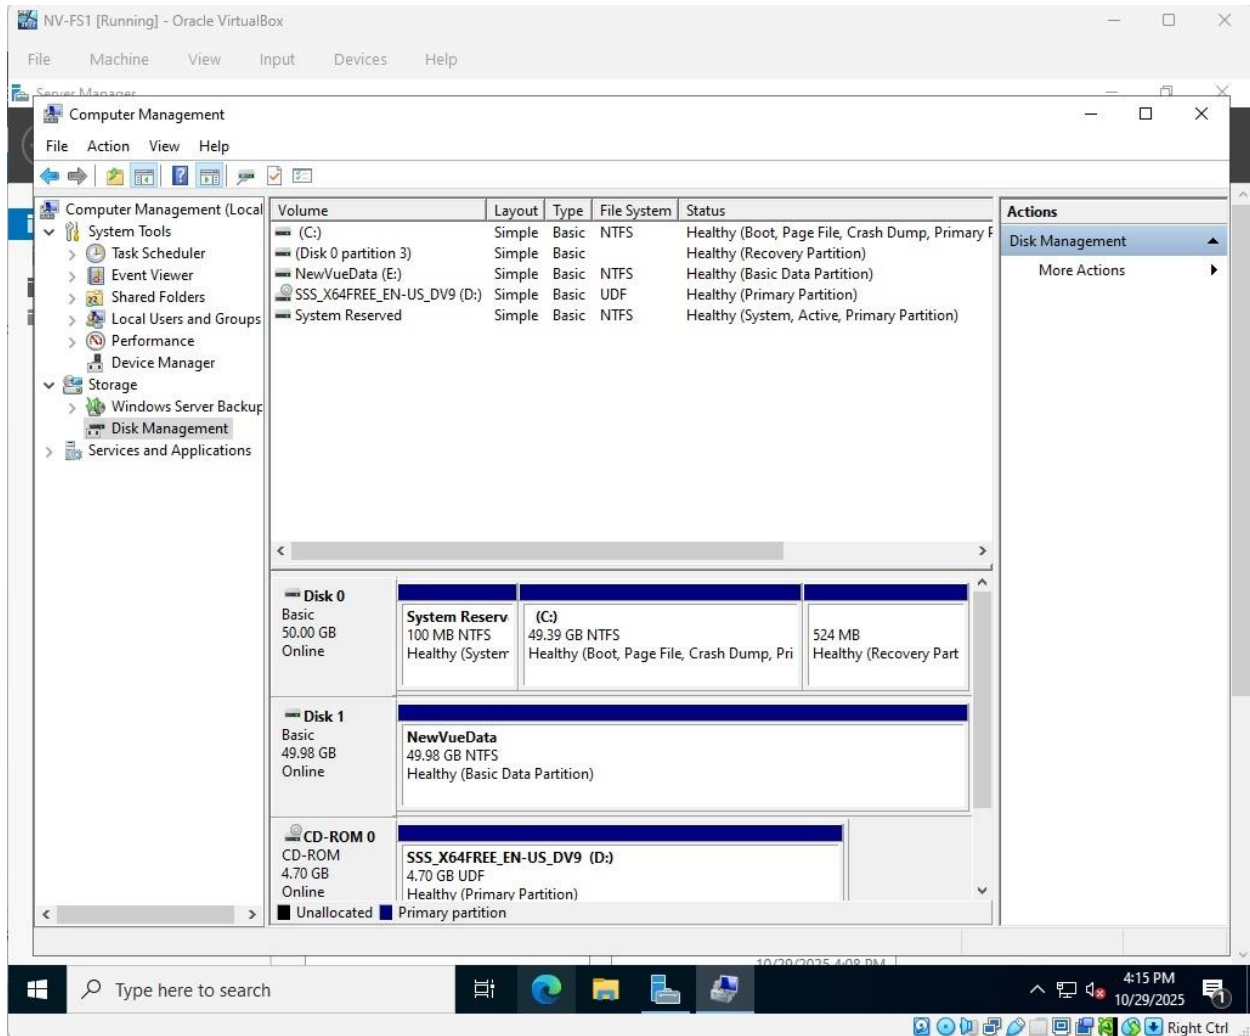 NV-FS1 [Running] - Oracle VirtualBox
File Machine View Input Devices Help
Server Manager
Computer Management
File Action View Help
Computer Management (Local
System Tools
Task Scheduler
Event Viewer
Shared Folders
Local Users and Groups
Performance
Device Manager
Storage
Windows Server Backup
Disk Management
Services and Applications
Volume Layout Type File System Status
(C:) Simple Basic NTFS Healthy (Boot, Page File, Crash Dump, Primary P
(Disk 0 partition 3) Simple Basic Healthy (Recovery Partition)
NewVueData (E:) Simple Basic NTFS Healthy (Basic Data Partition)
SSS_X64FREE_EN-US_DV9 (D:) Simple Basic UDF Healthy (Primary Partition)
System Reserved Simple Basic NTFS Healthy (System, Active, Primary Partition)
Disk 0
Basic
50.00 GB
Online
System Reserv
100 MB NTFS
Healthy (System
(C:)
49.39 GB NTFS
Healthy (Boot, Page File, Crash Dump, Pri
524 MB
Healthy (Recovery Part
Disk 1
Basic
49.98 GB
Online
NewVueData
49.98 GB NTFS
Healthy (Basic Data Partition)
CD-ROM 0
CD-ROM
4.70 GB
Online
SSS_X64FREE_EN-US_DV9 (D:)
4.70 GB UDF
Healthy (Primary Partition)
Unallocated Primary partition
Actions
Disk Management
More Actions
10/29/2025 4:08 PM
Type here to search
4:15 PM
10/29/2025
1
Right Ctrl